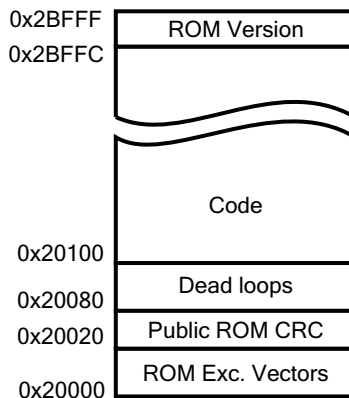 0x2BFFF
ROM Version
0x2BFFC
Code
0x20100
Dead loops
0x20080
Public ROM CRC
0x20020
ROM Exc. Vectors
0x20000